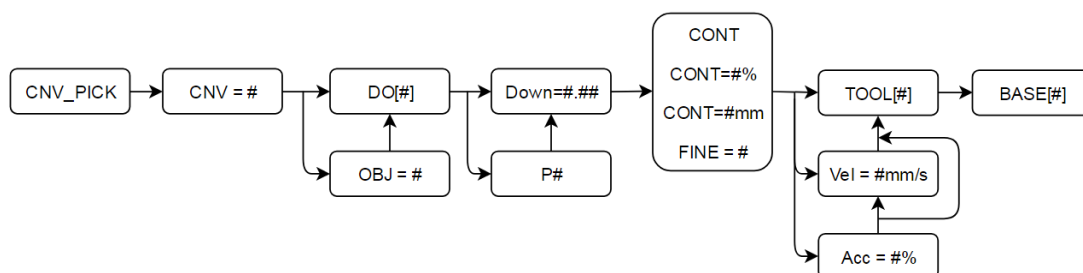 CNV_PICK
CNV = #
DO[#]
OBJ = #
Down=#.##
P#
CONT
CONT=#%
CONT=#mm
FINE = #
TOOL[#]
Vel = #mm/s
Acc = #%
BASE[#]